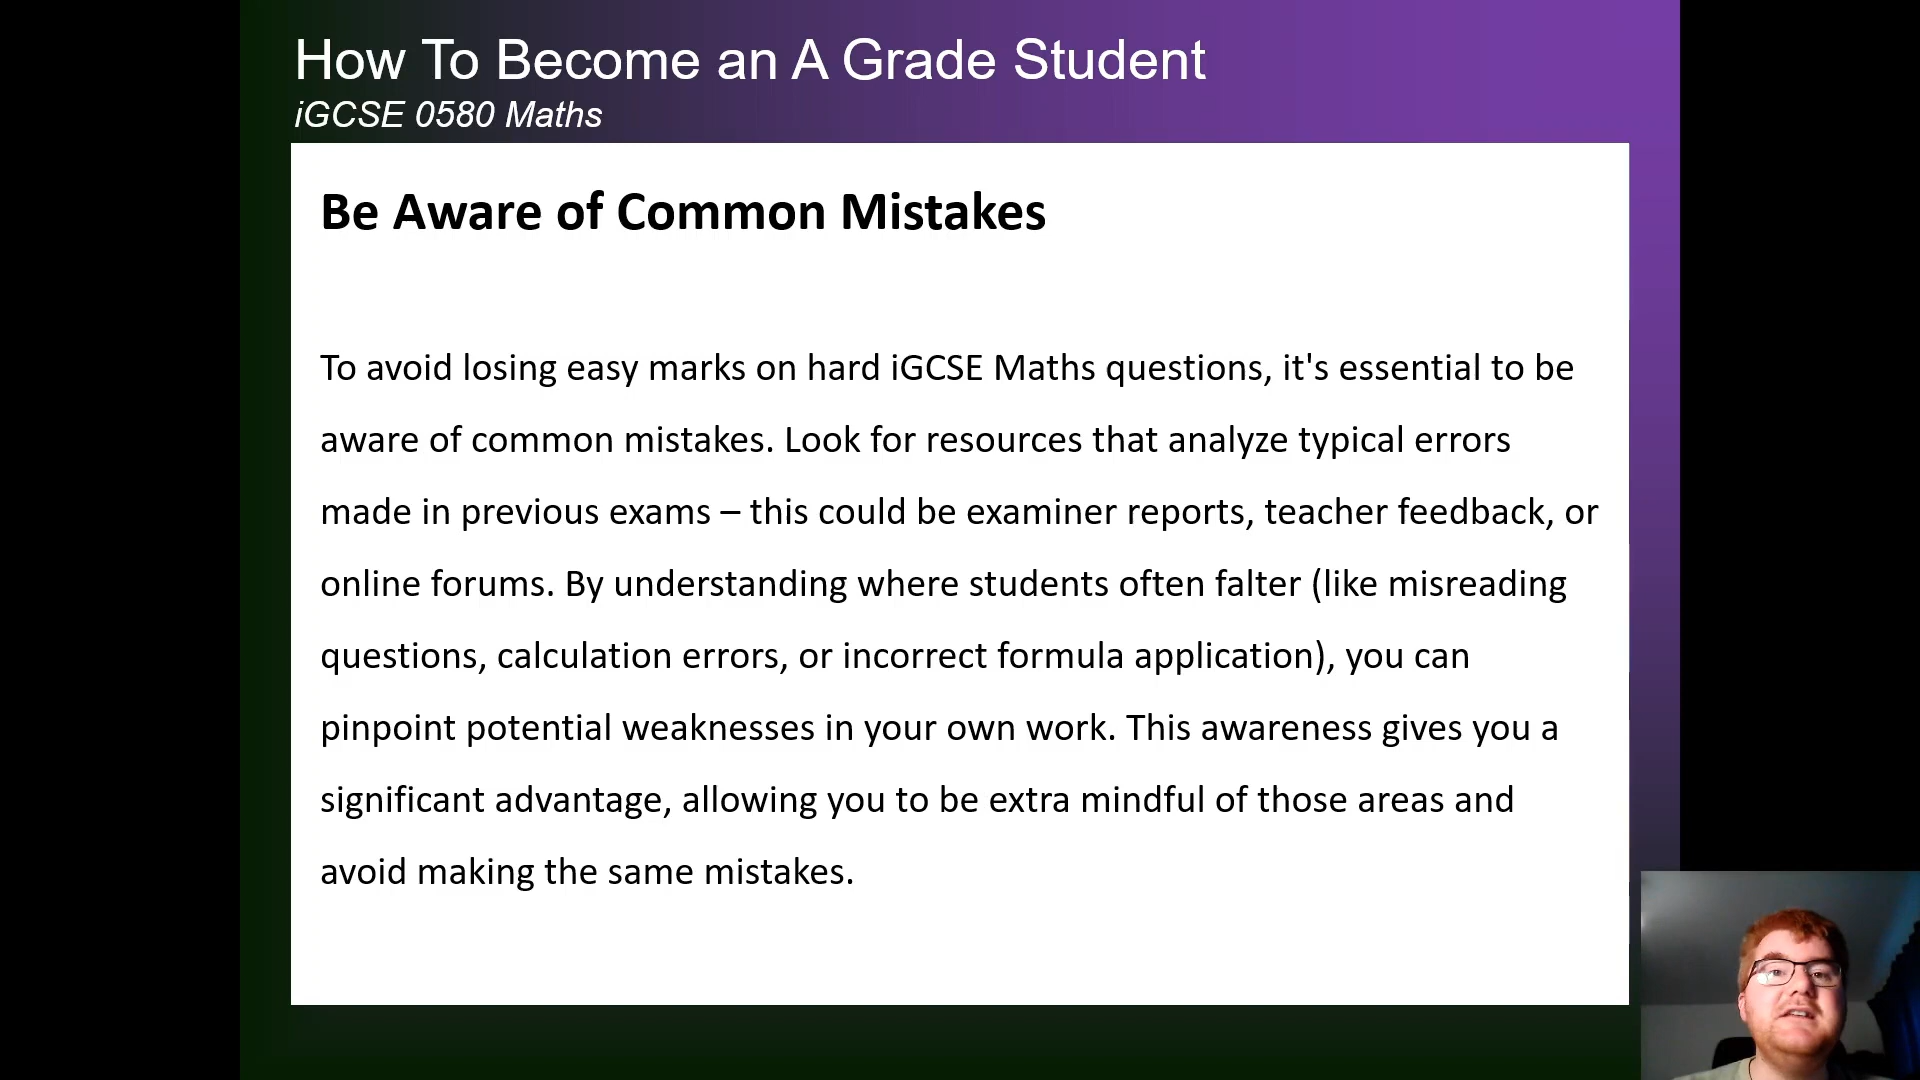 How To Become an A Grade Student
iGCSE 0580 Maths
Be Aware of Common Mistakes
To avoid losing easy marks on hard iGCSE Maths questions, it's essential to be
aware of common mistakes. Look for resources that analyze typical errors
made in previous exams – this could be examiner reports, teacher feedback, or
online forums. By understanding where students often falter (like misreading
questions, calculation errors, or incorrect formula application), you can
pinpoint potential weaknesses in your own work. This awareness gives you a
significant advantage, allowing you to be extra mindful of those areas and
avoid making the same mistakes.